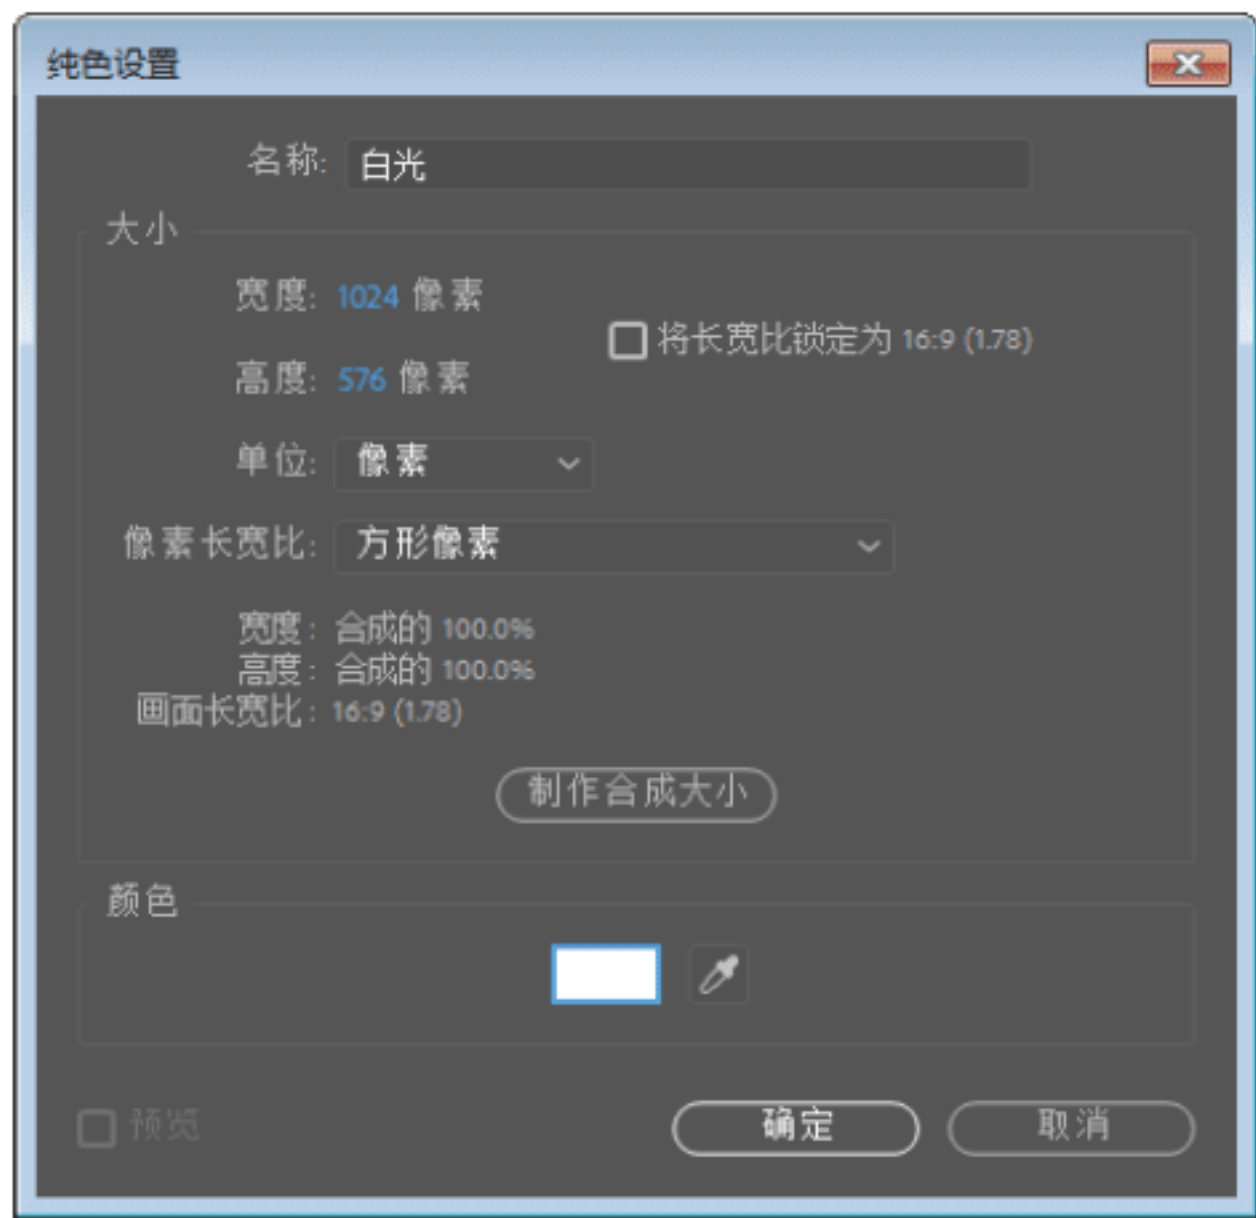 纯色设置
名称: 白光
大小
宽度: 1024 像素
将长宽比锁定为 16:9 (1.78)
高度: 576 像素
单位: 像素
像素长宽比: 方形像素
宽度: 合成的 100.0%
高度: 合成的 100.0%
画面长宽比: 16:9 (1.78)
制作合成大小
颜色
预览 确定 取消